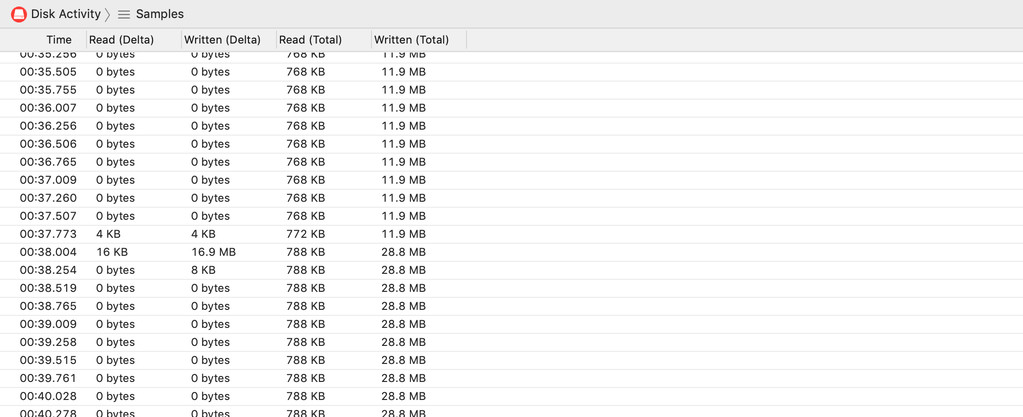 Disk Activity Samples
Time Read (Delta) Written (Delta) Read (Total) Written (Total)
00:35.256 0 bytes 0 bytes 768 KB 11.9 MB
00:35.505 0 bytes 0 bytes 768 KB 11.9 MB
00:35.755 0 bytes 0 bytes 768 KB 11.9 MB
00:36.007 0 bytes 0 bytes 768 KB 11.9 MB
00:36.256 0 bytes 0 bytes 768 KB 11.9 MB
00:36.506 0 bytes 0 bytes 768 KB 11.9 MB
00:36.765 0 bytes 0 bytes 768 KB 11.9 MB
00:37.009 0 bytes 0 bytes 768 KB 11.9 MB
00:37.260 0 bytes 0 bytes 768 KB 11.9 MB
00:37.507 0 bytes 0 bytes 768 KB 11.9 MB
00:37.773 4 KB 4 KB 772 KB 11.9 MB
00:38.004 16 KB 16.9 MB 788 KB 28.8 MB
00:38.254 0 bytes 8 KB 788 KB 28.8 MB
00:38.519 0 bytes 0 bytes 788 KB 28.8 MB
00:38.765 0 bytes 0 bytes 788 KB 28.8 MB
00:39.009 0 bytes 0 bytes 788 KB 28.8 MB
00:39.258 0 bytes 0 bytes 788 KB 28.8 MB
00:39.515 0 bytes 0 bytes 788 KB 28.8 MB
00:39.761 0 bytes 0 bytes 788 KB 28.8 MB
00:40.028 0 bytes 0 bytes 788 KB 28.8 MB
00:40.278 0 bytes 0 bytes 788 KB 28.8 MB